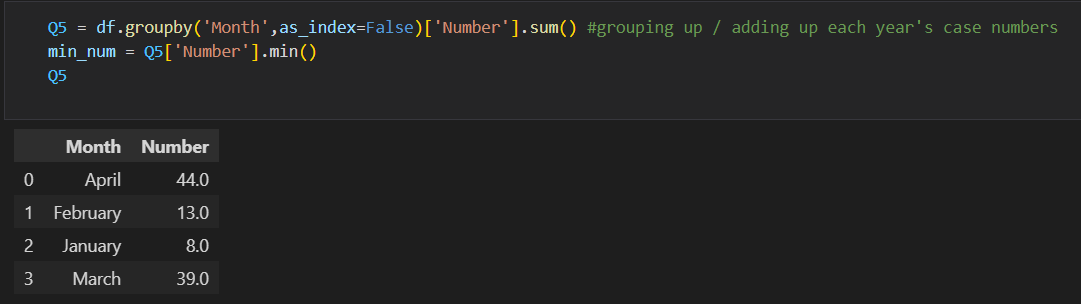 Q5 = df.groupby('Month',as_index=False)['Number'].sum() #grouping up / adding up each year's case numbers
min_num = Q5['Number'].min()
Q5
Month Number
0 April 44.0
1 February 13.0
2 January 8.0
3 March 39.0